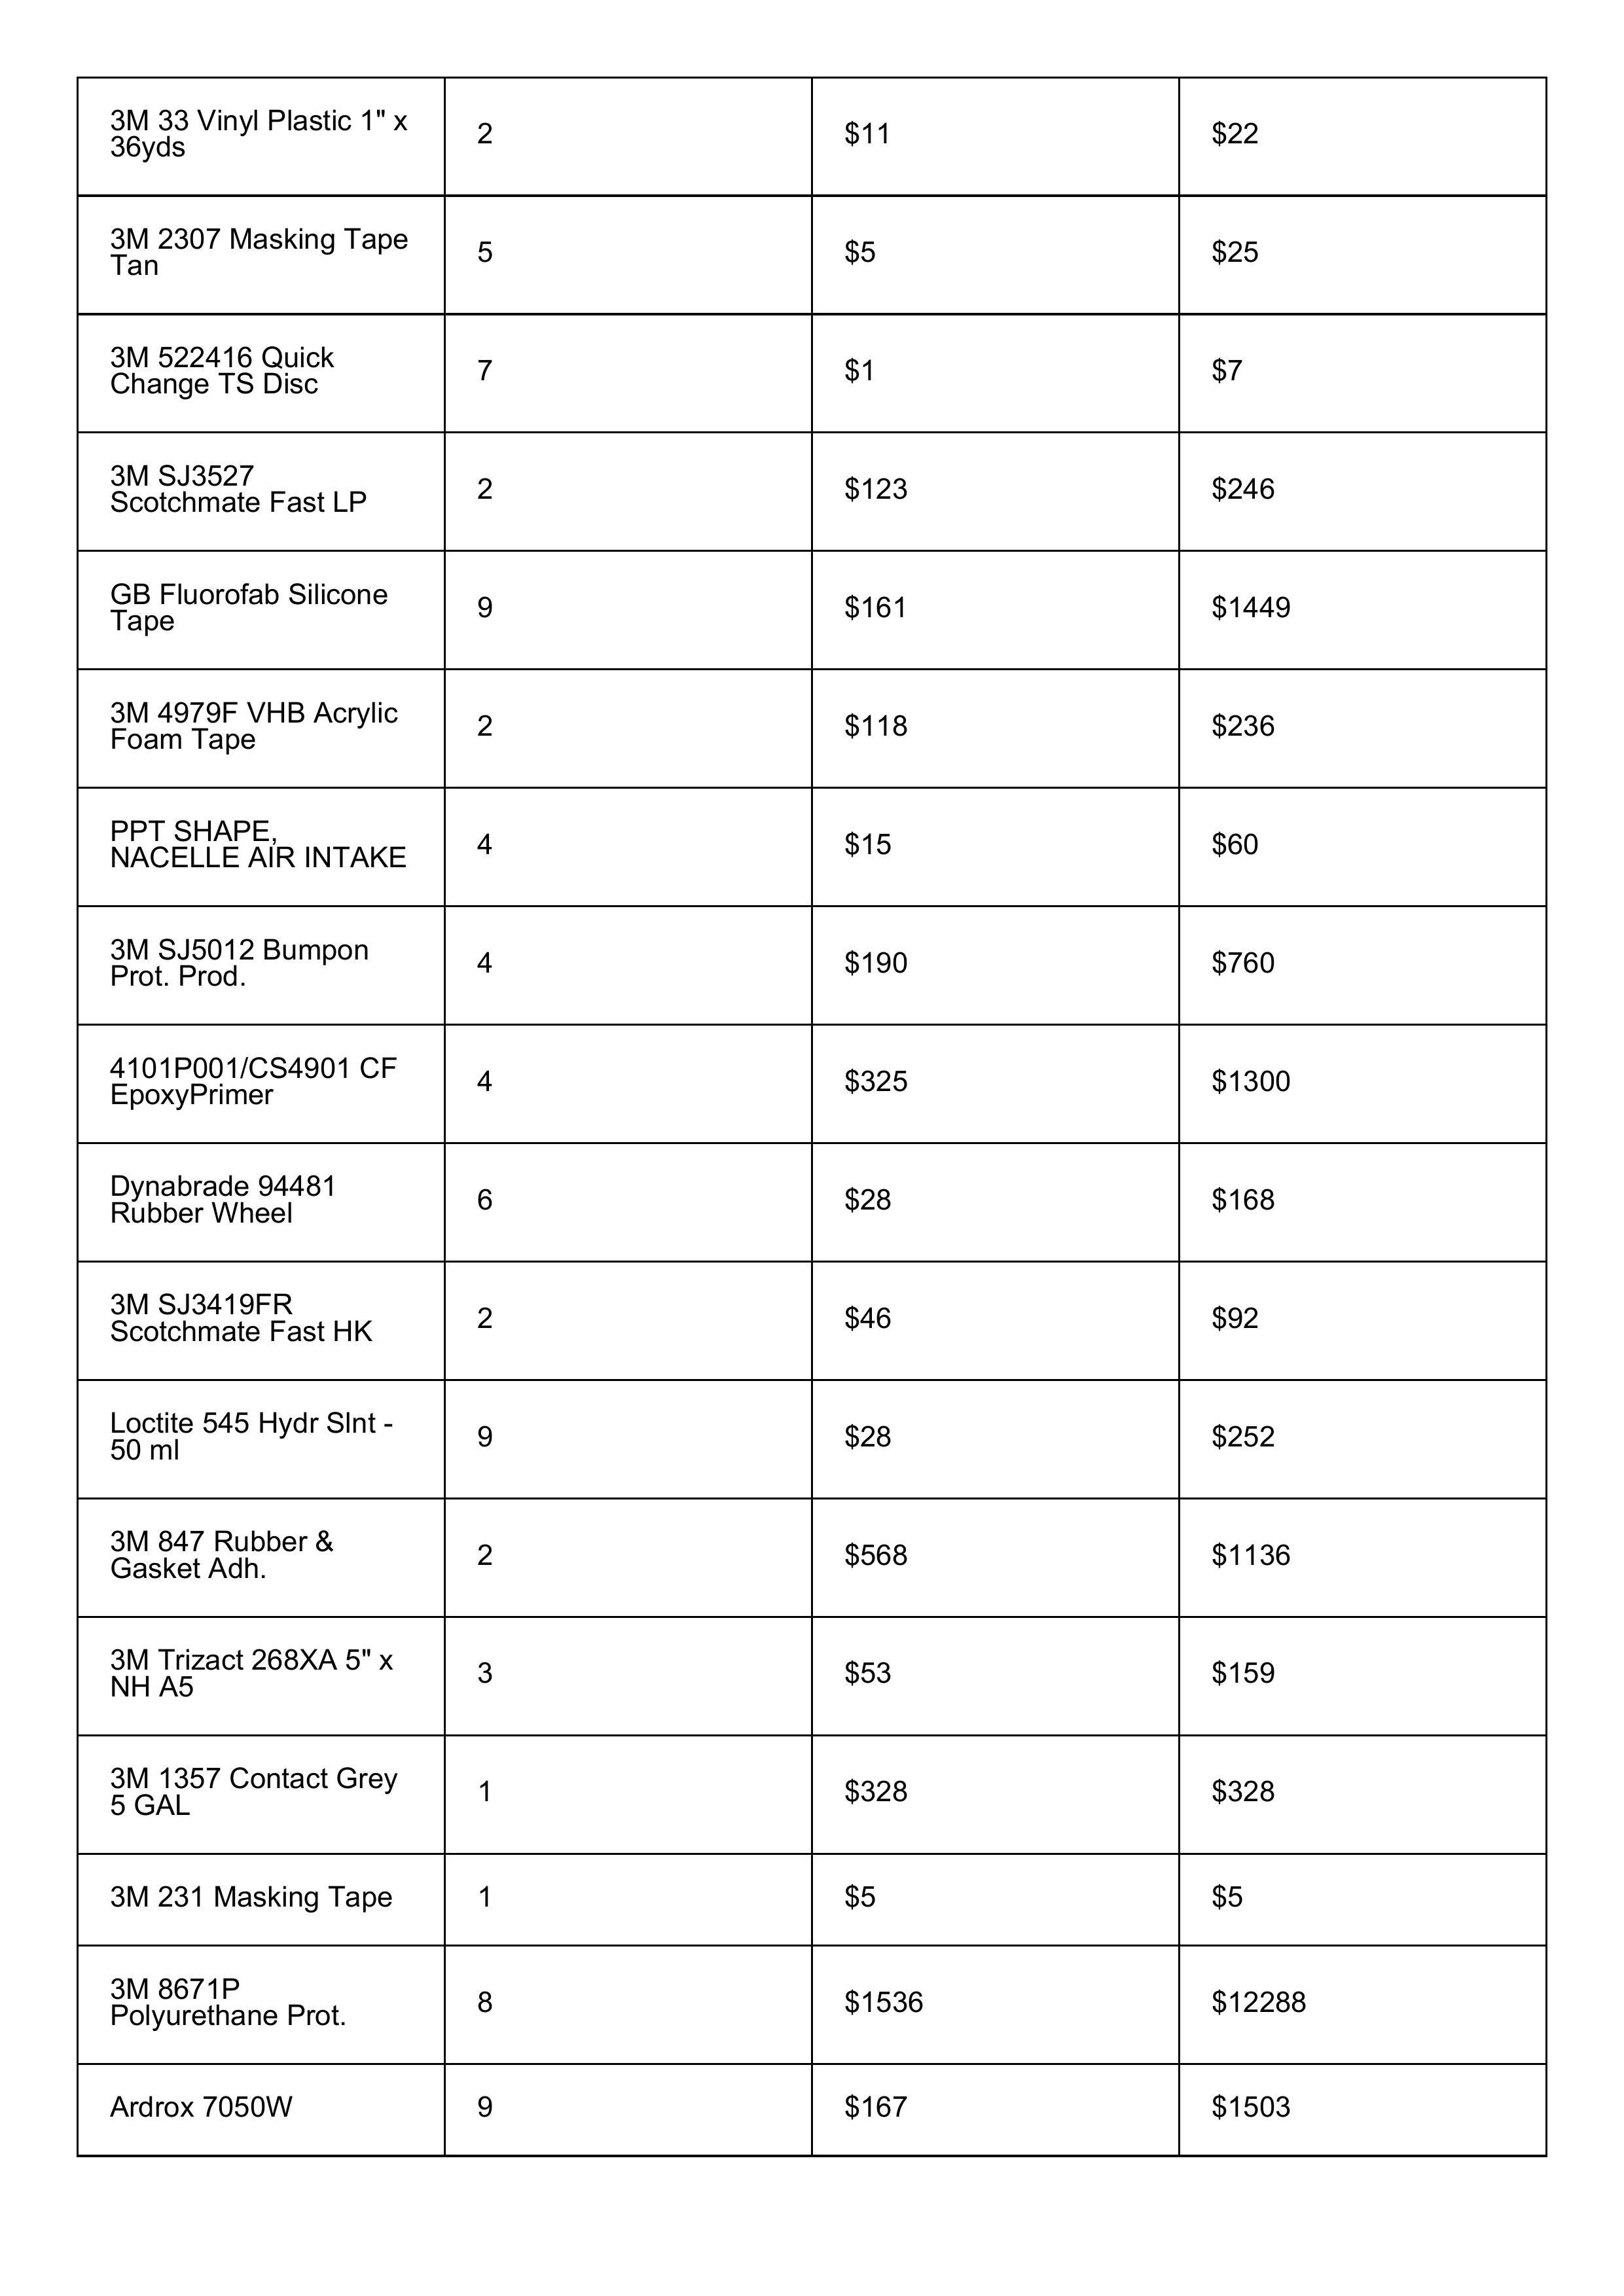 3M 33 Vinyl Plastic 1" x
36yds
2
$11
$22
3M 2307 Masking Tape
Tan
5
$5
$25
3M 522416 Quick
Change TS Disc
7
$1
$7
3M SJ3527
Scotchmate Fast LP
2
$123
$246
GB Fluorofab Silicone
Tape
9
$161
$1449
3M 4979F VHB Acrylic
Foam Tape
2
$118
$236
PPT SHAPE,
NACELLE AIR INTAKE
4
$15
$60
3M SJ5012 Bumpon
Prot. Prod.
4
$190
$760
4101P001/CS4901 CF
EpoxyPrimer
4
$325
$1300
Dynabrade 94481
Rubber Wheel
6
$28
$168
3M SJ3419FR
Scotchmate Fast HK
2
$46
$92
Loctite 545 Hydr Slnt -
50 ml
9
$28
$252
3M 847 Rubber &
Gasket Adh.
2
$568
$1136
3M Trizact 268XA 5" x
NH A5
3
$53
$159
3M 1357 Contact Grey
5 GAL
1
$328
$328
3M 231 Masking Tape
1
$5
$5
3M 8671P
Polyurethane Prot.
8
$1536
$12288
Ardrox 7050W
9
$167
$1503